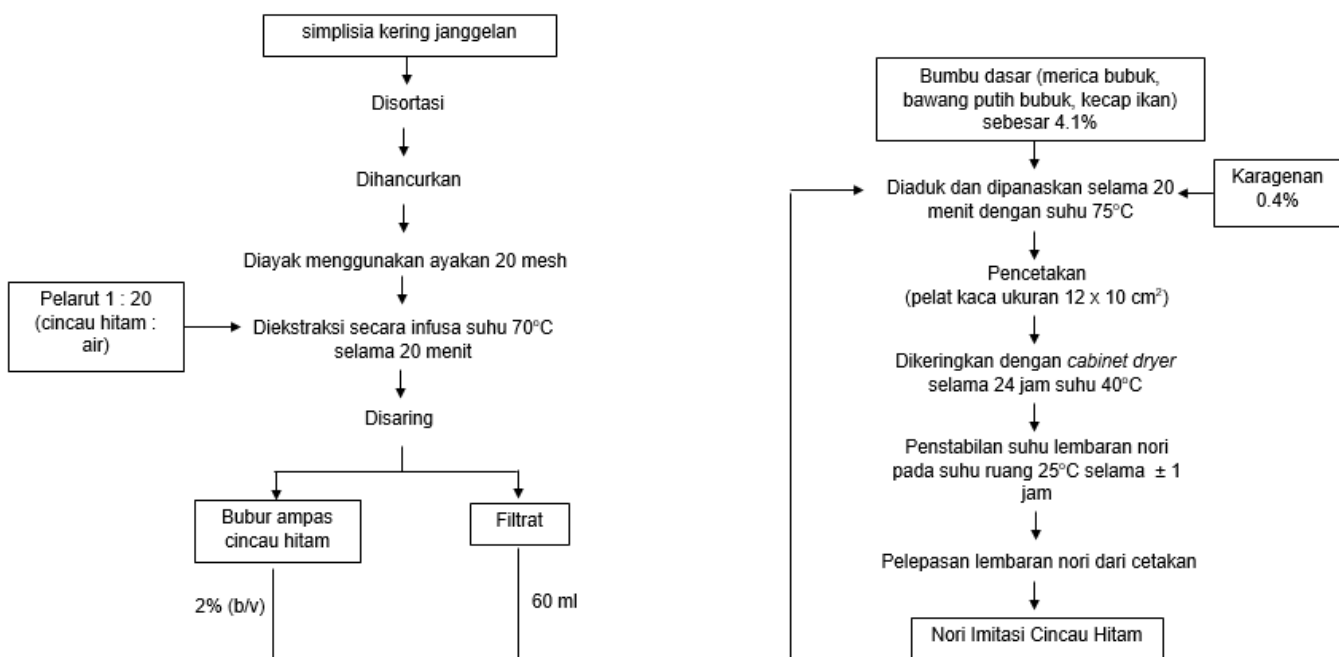 simplisia kering janggelan
Disortasi
Dihancurkan
Diayak menggunakan ayakan 20 mesh
Pelarut 1 : 20
(cincau hitam :
air)
Diekstraksi secara infusa suhu 70°C
selama 20 menit
Disaring
Bubur ampas
cincau hitam
Filtrat
2% (b/v)
60 ml
Bumbu dasar (merica bubuk,
bawang putih bubuk, kecap ikan)
sebesar 4.1%
Diaduk dan dipanaskan selama 20
menit dengan suhu 75°C
Karagenan
0.4%
Pencetakan
(pelat kaca ukuran 12 x 10 cm²)
Dikeringkan dengan cabinet dryer
selama 24 jam suhu 40°C
Penstabilan suhu lembaran nori
pada suhu ruang 25°C selama ± 1
jam
Pelepasan lembaran nori dari cetakan
Nori Imitasi Cincau Hitam